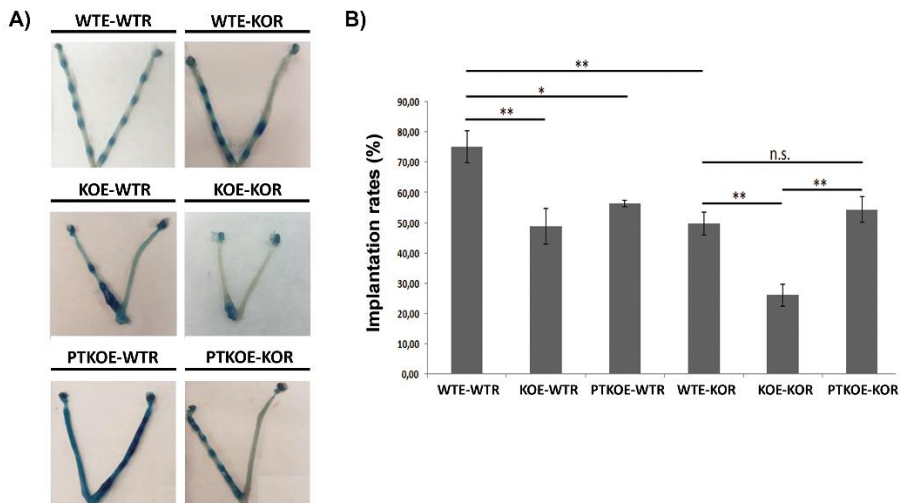 A)
WTE-WTR WTE-KOR
KOE-WTR KOE-KOR
PTKOE-WTR PTKOE-KOR
B)
Implantation rates (%)
90,00
80,00
70,00
60,00
50,00
40,00
30,00
20,00
10,00
0,00
**
*
**
n.s.
**
**
WTE-WTR KOE-WTR PTKOE-WTR WTE-KOR KOE-KOR PTKOE-KOR